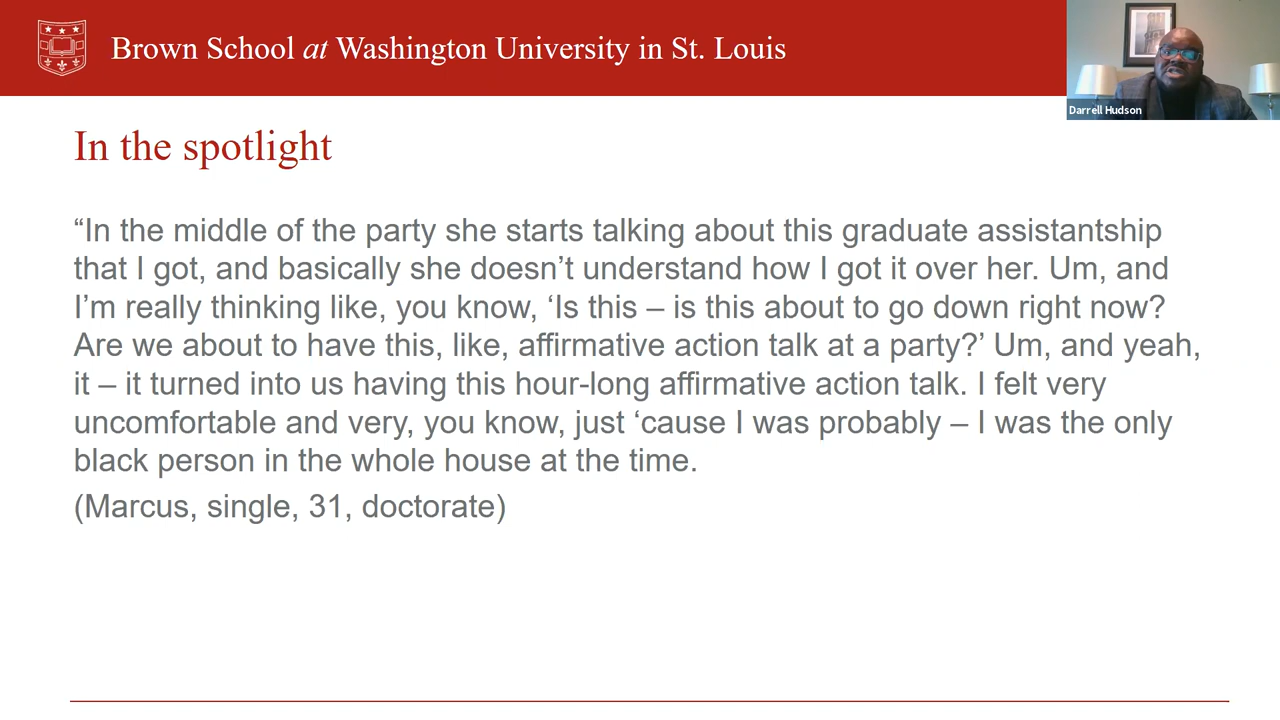 Brown School at Washington University in St. Louis
Darrell Hudson
In the spotlight
“In the middle of the party she starts talking about this graduate assistantship
that I got, and basically she doesn’t understand how I got it over her. Um, and
I’m really thinking like, you know, ‘Is this – is this about to go down right now?
Are we about to have this, like, affirmative action talk at a party?’ Um, and yeah,
it – it turned into us having this hour-long affirmative action talk. I felt very
uncomfortable and very, you know, just ‘cause I was probably – I was the only
black person in the whole house at the time.
(Marcus, single, 31, doctorate)